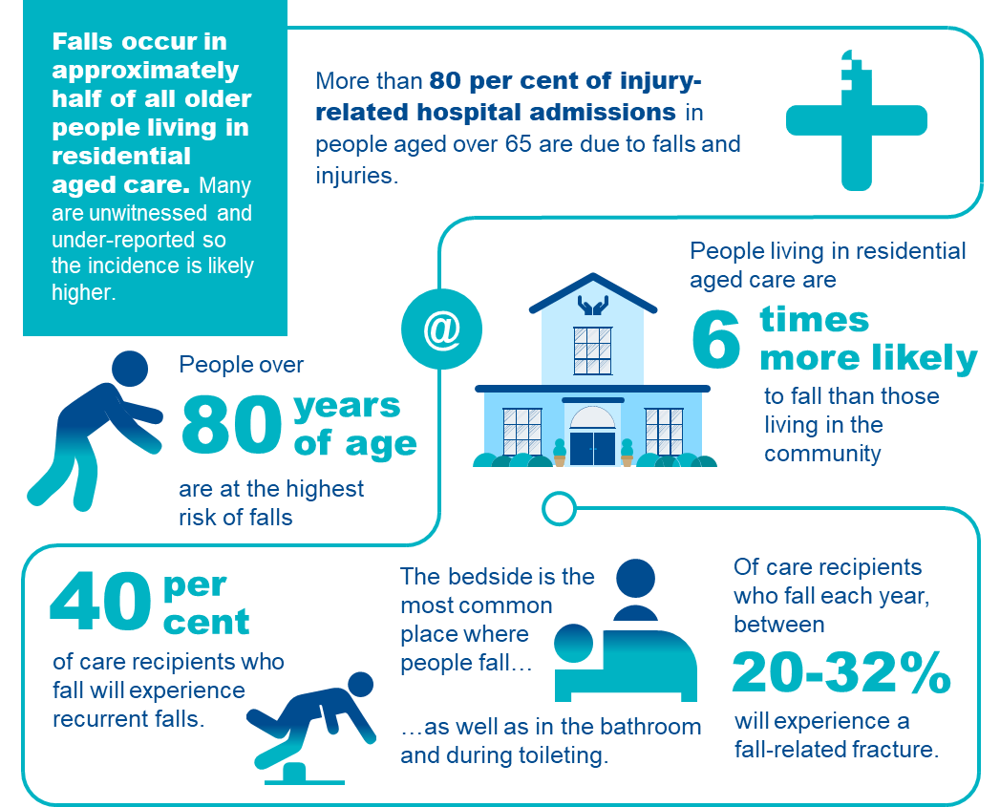 Falls occur in
approximately
half of all older
people living in
residential
aged care. Many
are unwitnessed and
under-reported so
the incidence is likely
higher.
More than 80 per cent of injury-
related hospital admissions in
people aged over 65 are due to falls and
injuries.
@
People living in residential
aged care are
6 times
more likely
to fall than those
living in the
community
People over
80 years
of age
are at the highest
risk of falls
40 per
cent
of care recipients who
fall will experience
recurrent falls.
The bedside is the
most common
place where
people fall…
…as well as in the bathroom
and during toileting.
Of care recipients
who fall each year,
between
20-32%
will experience a
fall-related fracture.